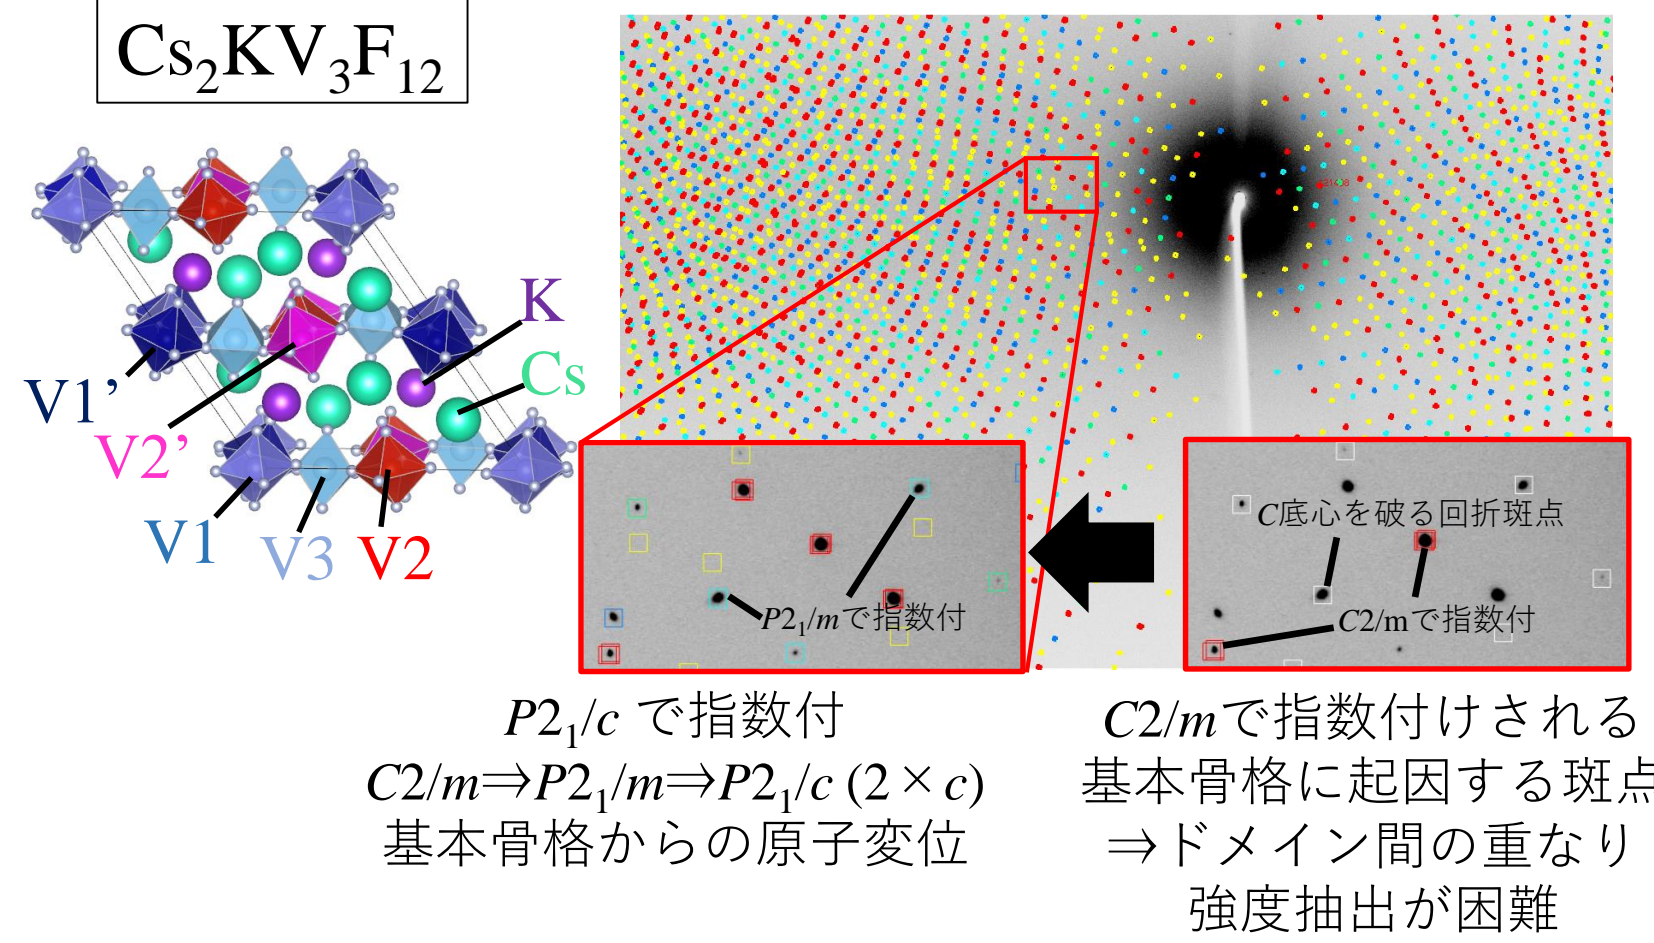 Cs₂KV₃F₁₂
K
Cs
V1’
V2’
V1
V3
V2
P2₁/mで指数付
C底心を破る回折斑点
C2/mで指数付
P2₁/c で指数付
C2/m⇒P2₁/m⇒P2₁/c (2×c)
基本骨格からの原子変位
C2/mで指数付けされる
基本骨格に起因する斑点
⇒ドメイン間の重なり
強度抽出が困難